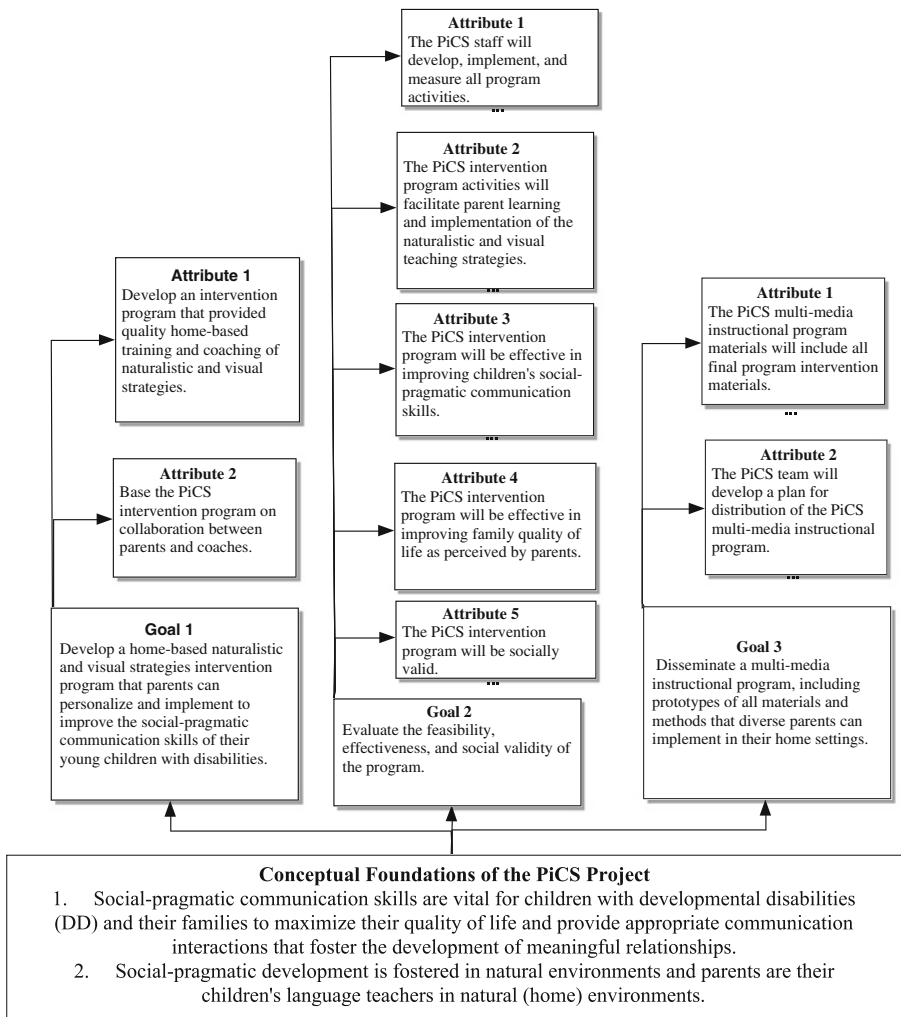 Attribute 1
The PiCS staff will
develop, implement, and
measure all program
activities.
...
Attribute 2
The PiCS intervention
program activities will
facilitate parent learning
and implementation of the
naturalistic and visual
teaching strategies.
...
Attribute 1
Develop an intervention
program that provided
quality home-based
training and coaching of
naturalistic and visual
strategies.
Attribute 3
The PiCS intervention
program will be effective in
improving children's social-
pragmatic communication
skills.
...
Attribute 1
The PiCS multi-media
instructional program
materials will include all
final program intervention
materials.
...
Attribute 2
Base the PiCS
intervention program on
collaboration between
parents and coaches.
Attribute 4
The PiCS intervention
program will be effective in
improving family quality of
life as perceived by parents.
Attribute 2
The PiCS team will
develop a plan for
distribution of the PiCS
multi-media instructional
program.
...
Attribute 5
The PiCS intervention
program will be socially
valid.
...
Goal 1
Develop a home-based naturalistic
and visual strategies intervention
program that parents can
personalize and implement to
improve the social-pragmatic
communication skills of their
young children with disabilities.
Goal 2
Evaluate the feasibility,
effectiveness, and social validity of
the program.
Goal 3
Disseminate a multi-media
instructional program, including
prototypes of all materials and
methods that diverse parents can
implement in their home settings.
Conceptual Foundations of the PiCS Project
1. Social-pragmatic communication skills are vital for children with developmental disabilities
(DD) and their families to maximize their quality of life and provide appropriate communication
interactions that foster the development of meaningful relationships.
2. Social-pragmatic development is fostered in natural environments and parents are their
children's language teachers in natural (home) environments.